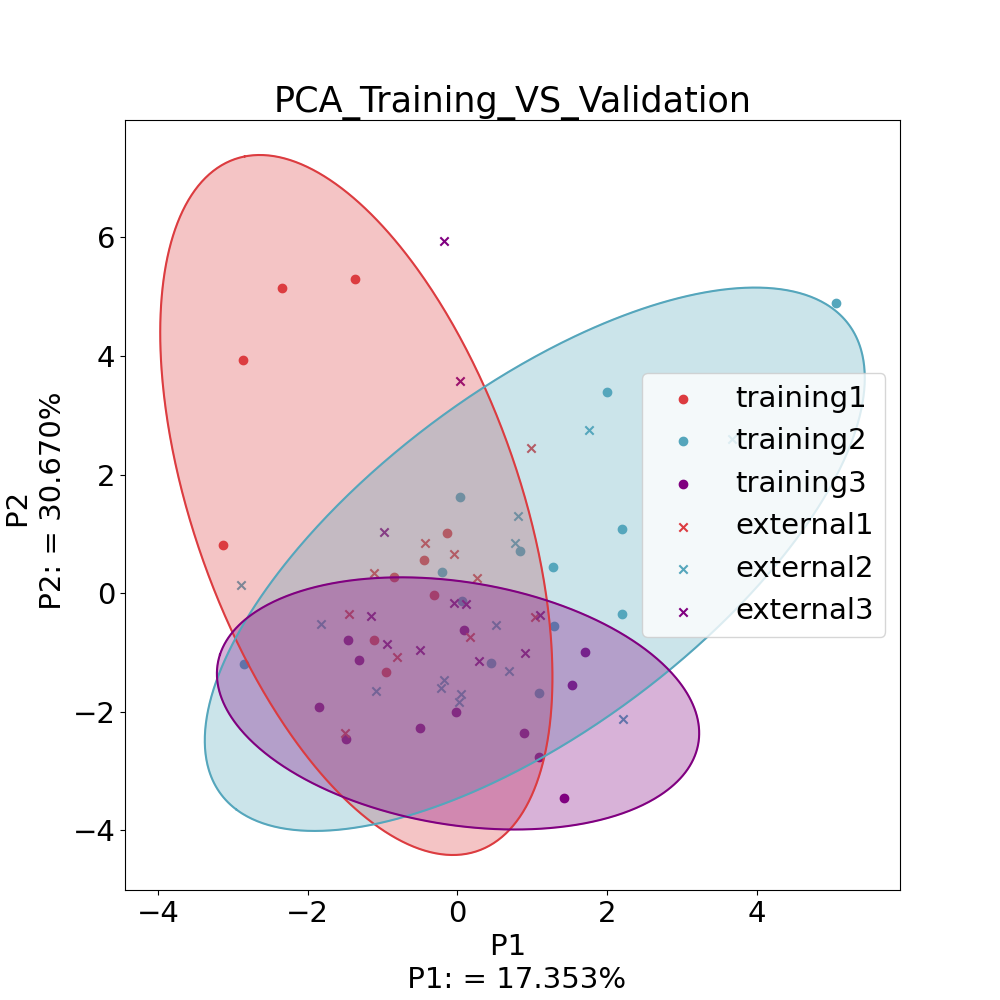 PCA_Training_VS_Validation
6
4
2
0
−2
−4
P2
P2: = 30.670%
training1
training2
training3
external1
external2
external3
−4
−2
0
2
4
P1
P1: = 17.353%